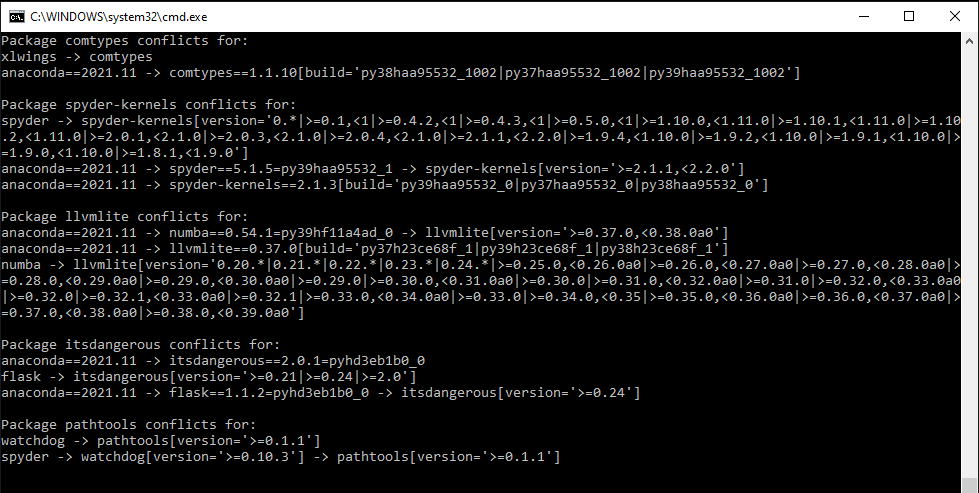 C:\WINDOWS\system32\cmd.exe
Package comtypes conflicts for:
xlwings -> comtypes
anaconda==2021.11 -> comtypes==1.1.10[build='py38haa95532_1002|py37haa95532_1002|py39haa95532_1002']
Package spyder-kernels conflicts for:
spyder -> spyder-kernels[version='0.*|>=0.1,<1|>=0.4.2,<1|>=0.4.3,<1|>=0.5.0,<1|>=1.10.0,<1.11.0|>=1.10.1,<1.11.0|>=1.10
.2,<1.11.0|>=2.0.1,<2.1.0|>=2.0.3,<2.1.0|>=2.0.4,<2.1.0|>=2.1.1,<2.2.0|>=1.9.4,<1.10.0|>=1.9.2,<1.10.0|>=1.9.1,<1.10.0|>
=1.9.0,<1.10.0|>=1.8.1,<1.9.0']
anaconda==2021.11 -> spyder==5.1.5=py39haa95532_1 -> spyder-kernels[version='>=2.1.1,<2.2.0']
anaconda==2021.11 -> spyder-kernels==2.1.3[build='py39haa95532_0|py37haa95532_0|py38haa95532_0']
Package llvmlite conflicts for:
anaconda==2021.11 -> numba==0.54.1=py39hf11a4ad_0 -> llvmlite[version='>=0.37.0,<0.38.0a0']
anaconda==2021.11 -> llvmlite==0.37.0[build='py37h23ce68f_1|py39h23ce68f_1|py38h23ce68f_1']
numba -> llvmlite[version='0.20.*|0.21.*|0.22.*|0.23.*|0.24.*|>=0.25.0,<0.26.0a0|>=0.26.0,<0.27.0a0|>=0.27.0,<0.28.0a0|>
=0.28.0,<0.29.0a0|>=0.29.0,<0.30.0a0|>=0.29.0|>=0.30.0,<0.31.0a0|>=0.30.0|>=0.31.0,<0.32.0a0|>=0.31.0|>=0.32.0,<0.33.0a0
|>=0.32.0|>=0.32.1,<0.33.0a0|>=0.32.1|>=0.33.0,<0.34.0a0|>=0.33.0|>=0.34.0,<0.35|>=0.35.0,<0.36.0a0|>=0.36.0,<0.37.0a0|>
=0.37.0,<0.38.0a0|>=0.38.0,<0.39.0a0']
Package itsdangerous conflicts for:
anaconda==2021.11 -> itsdangerous==2.0.1=pyhd3eb1b0_0
flask -> itsdangerous[version='>=0.21|>=0.24|>=2.0']
anaconda==2021.11 -> flask==1.1.2=pyhd3eb1b0_0 -> itsdangerous[version='>=0.24']
Package pathtools conflicts for:
watchdog -> pathtools[version='>=0.1.1']
spyder -> watchdog[version='>=0.10.3'] -> pathtools[version='>=0.1.1']